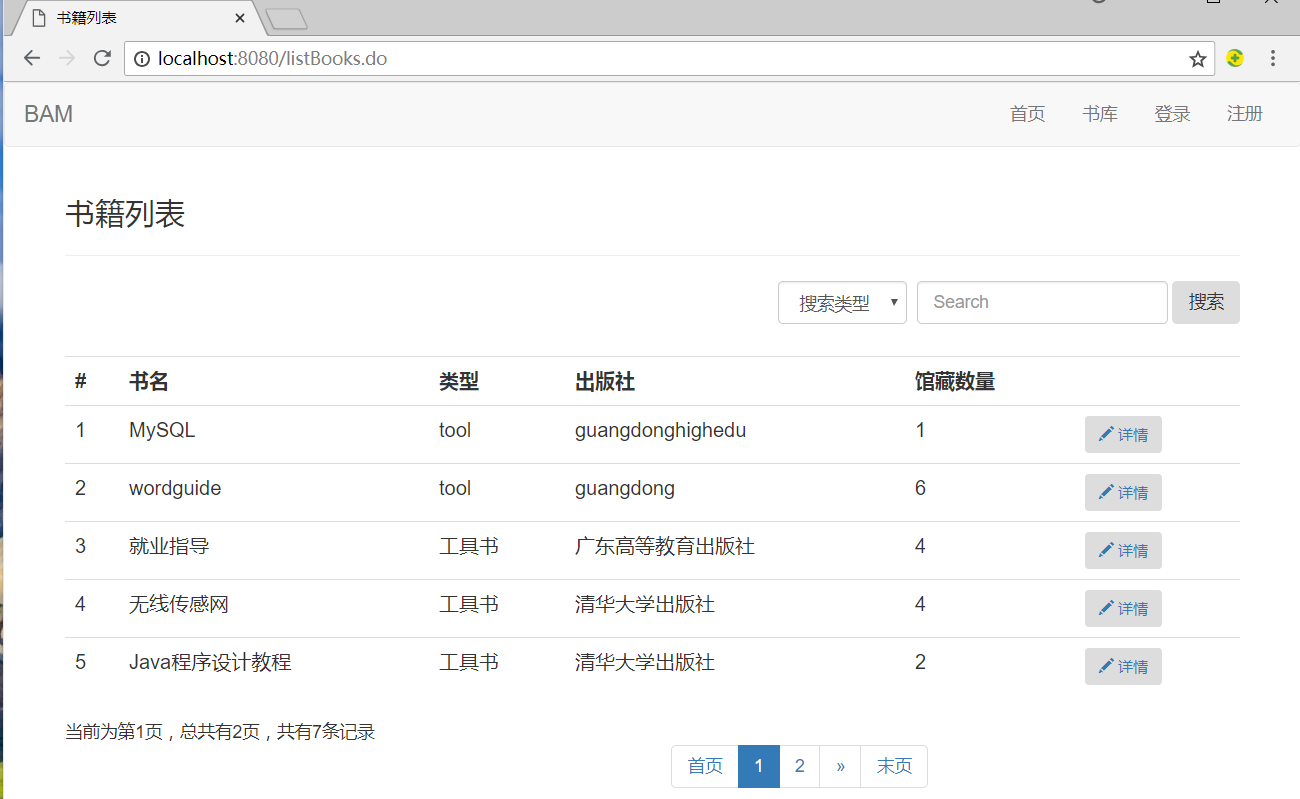 书籍列表
localhost:8080/listBooks.do
BAM 首页 书库 登录 注册
书籍列表
搜索类型 Search 搜索
# 书名 类型 出版社 馆藏数量
1 MySQL tool guangdonghighedu 1 详情
2 wordguide tool guangdong 6 详情
3 就业指导 工具书 广东高等教育出版社 4 详情
4 无线传感网 工具书 清华大学出版社 4 详情
5 Java程序设计教程 工具书 清华大学出版社 2 详情
当前为第1页，总共有2页，共有7条记录
首页 1 2 » 末页